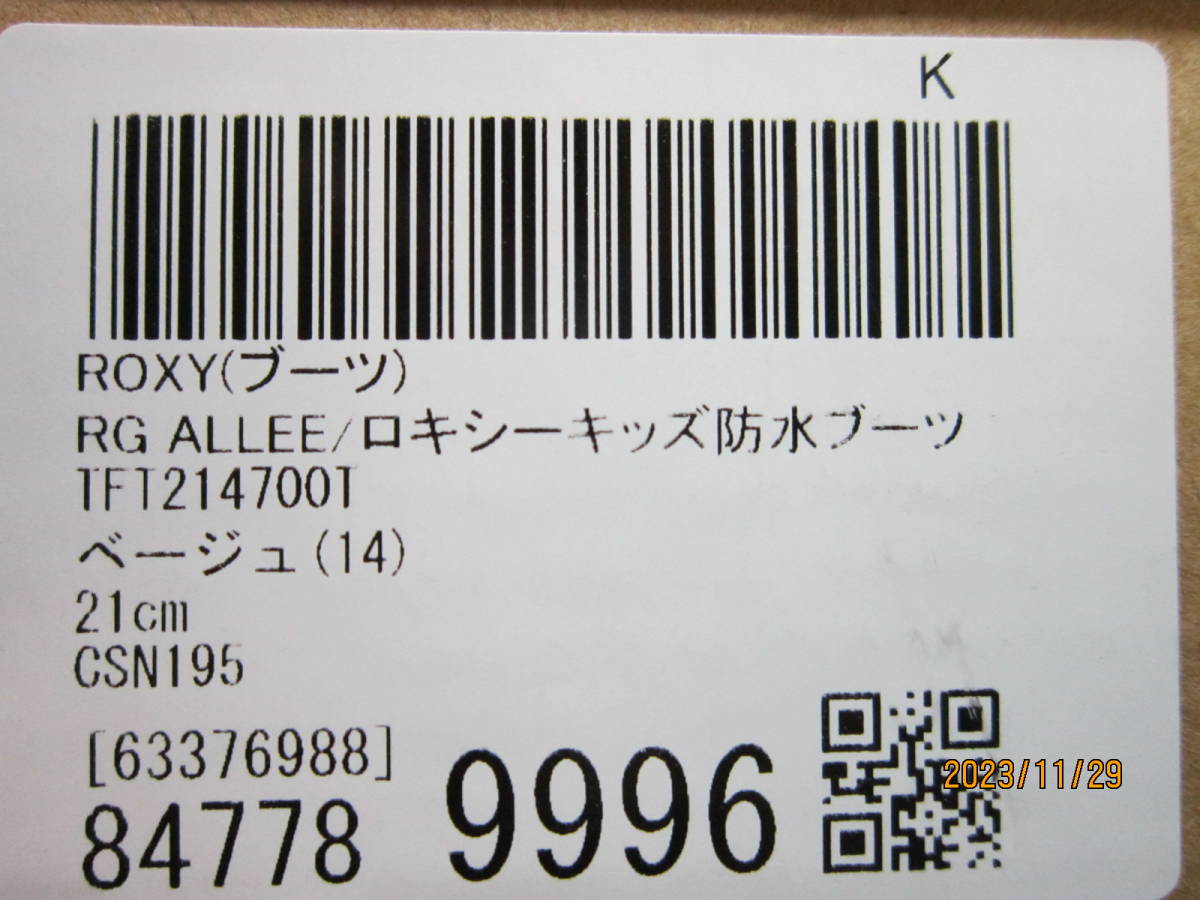 K
ROXY(ブーツ)
RG ALLEE/ロキシーキッズ防水ブーツ
TFT214700T
ベージュ(14)
21cm
CSN195
[63376988]
84778 9996
2023/11/29